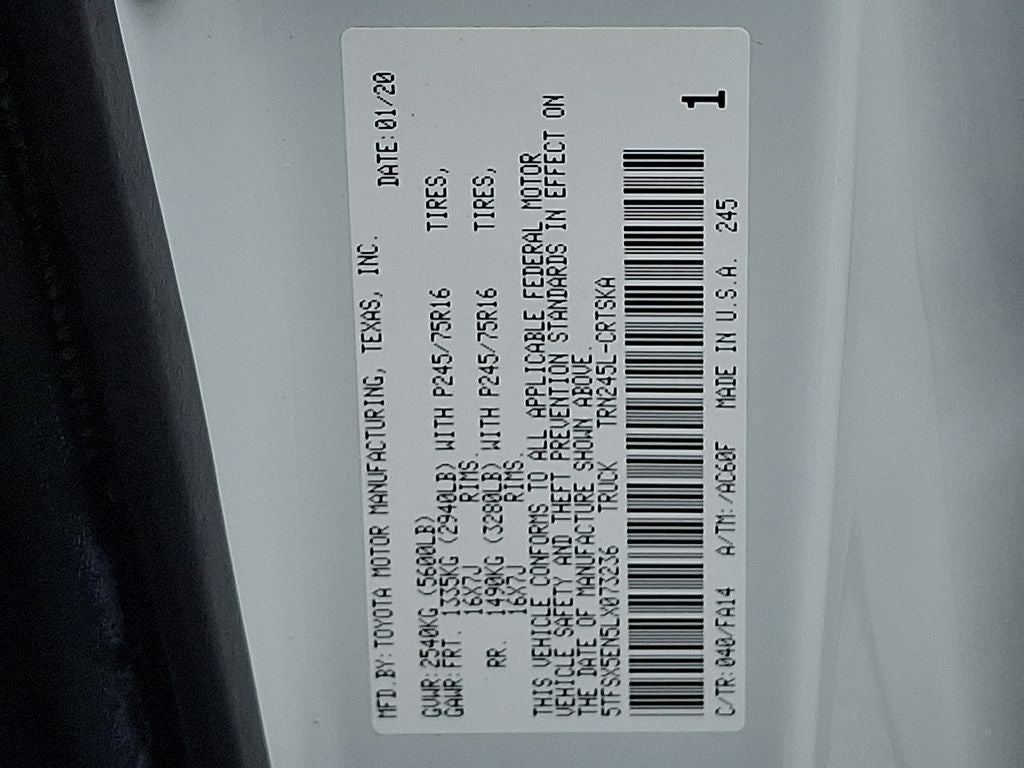 MFD.BY:TOYOTA MOTOR MANUFACTURING, TEXAS, INC.
DATE:01/20
GVWR:2540KG (5600LB)
GAWR:FRT. 1335KG (2940LB) WITH P245/75R16 TIRES,
16X7J RIMS.
RR. 1490KG (3280LB) WITH P245/75R16 TIRES,
16X7J RIMS.
THIS VEHICLE CONFORMS TO ALL APPLICABLE FEDERAL MOTOR
VEHICLE SAFETY AND THEFT PREVENTION STANDARDS IN EFFECT ON
THE DATE OF MANUFACTURE SHOWN ABOVE.
5TFSX5EN5LX073236 TRUCK TRN245L-CRTSKA
1
C/TR:040/FA14 A/TM:/AC60F MADE IN U.S.A. 245